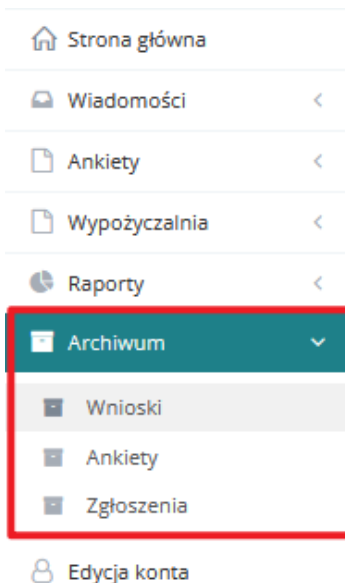 Strona główna
Wiadomości
Ankiety
Wypożyczalnia
Raporty
Archiwum
Wnioski
Ankiety
Zgłoszenia
Edycja konta